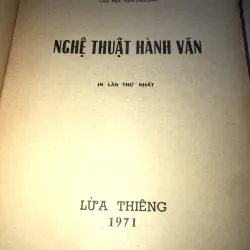 NGHỆ THUẬT HÀNH VĂN
IN LẦN THỨ NHẤT
LỬA THIÊNG
1971